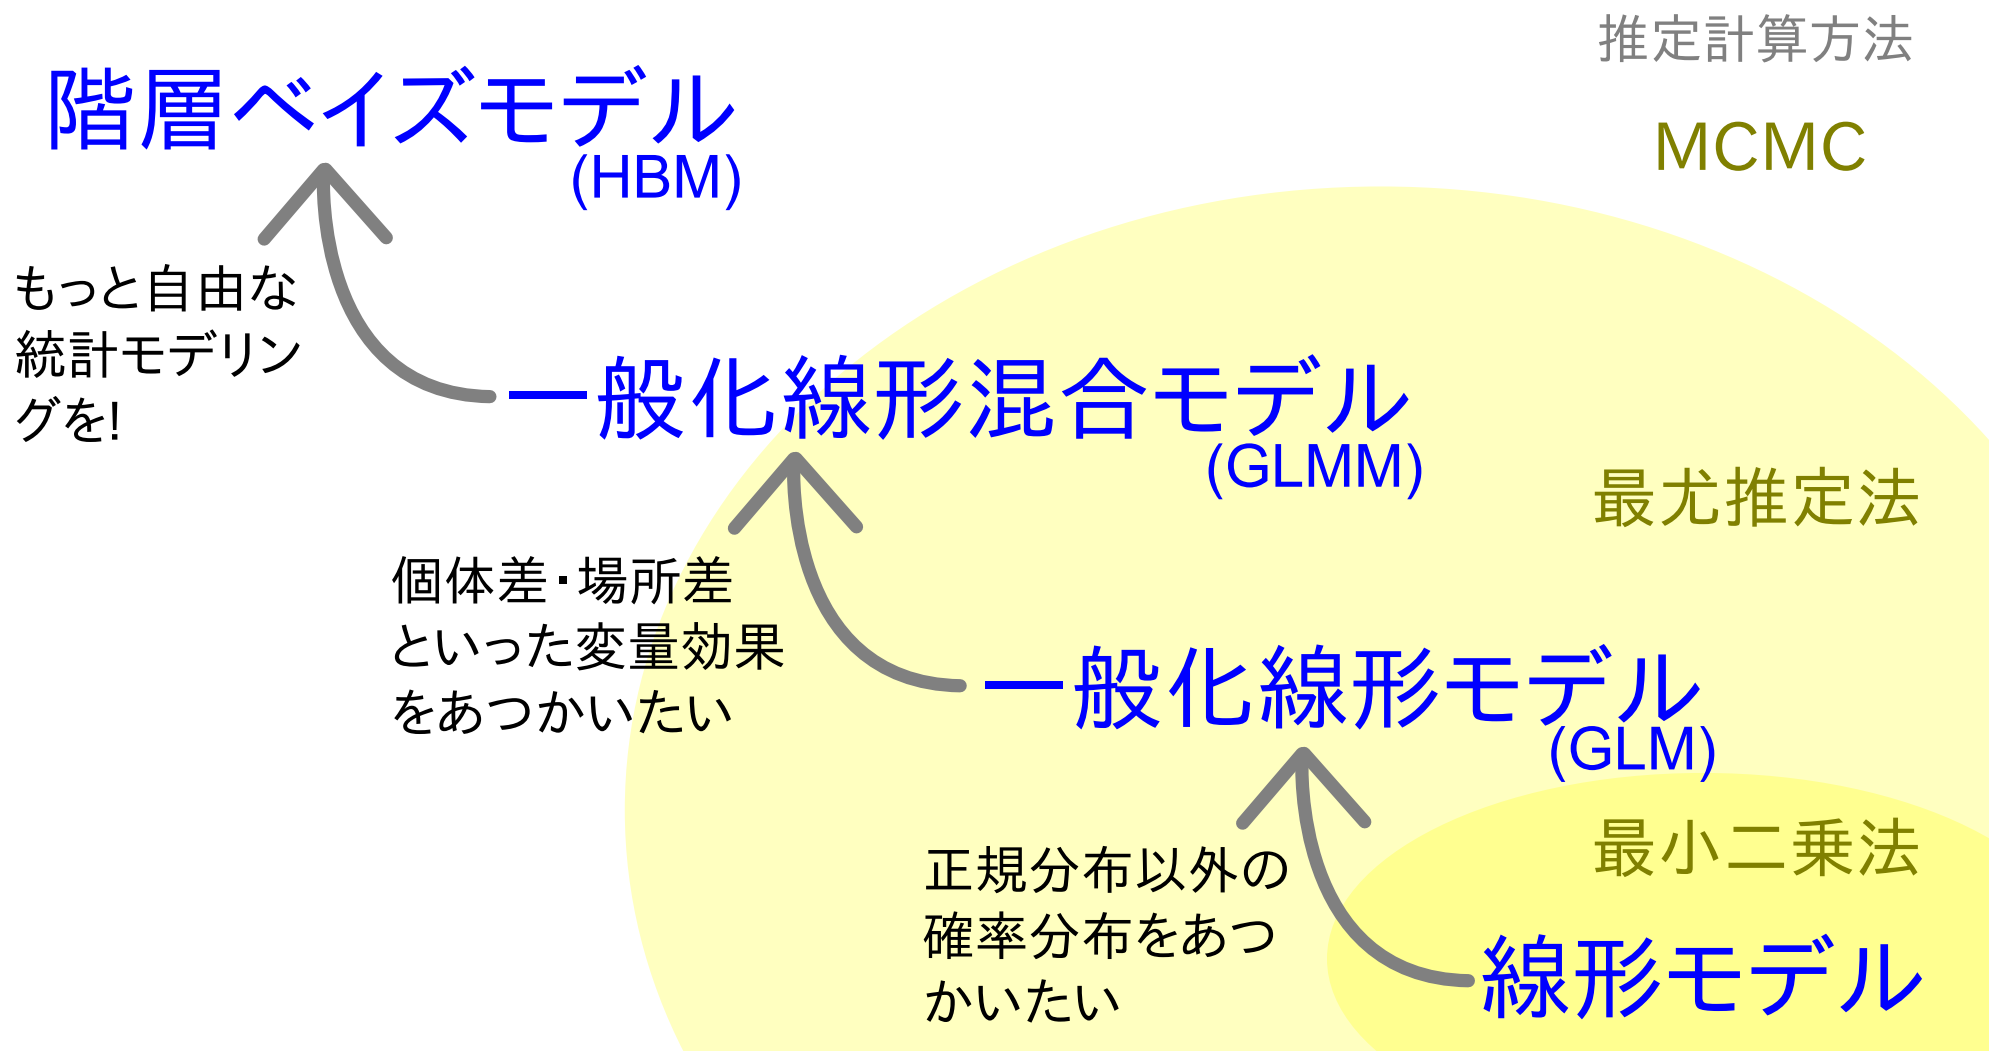 推定計算方法
階層ベイズモデル
(HBM)
MCMC
もっと自由な
統計モデリン
グを!
一般化線形混合モデル
(GLMM)
最尤推定法
個体差・場所差
といった変量効果
をあつかいたい
一般化線形モデル
(GLM)
最小二乗法
正規分布以外の
確率分布をあつ
かいたい
線形モデル